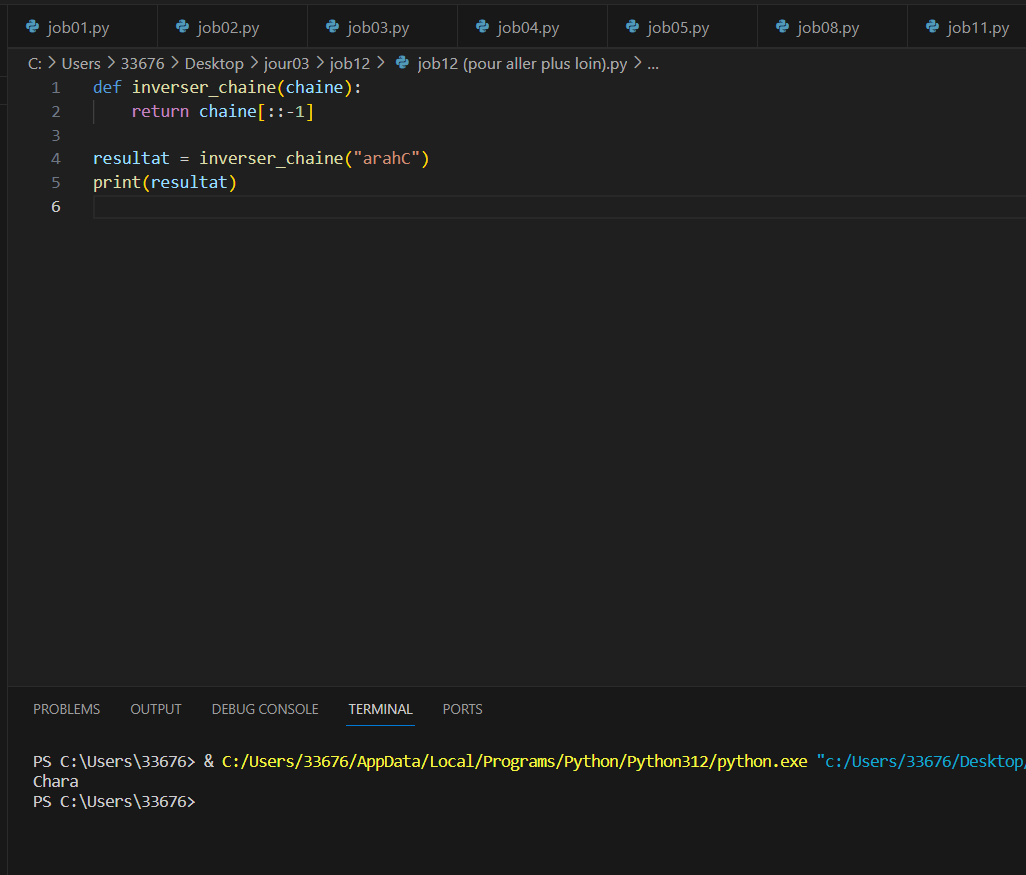 job01.py job02.py job03.py job04.py job05.py job08.py job11.py
C: > Users > 33676 > Desktop > jour03 > job12 > job12 (pour aller plus loin).py > ...
1 def inverser_chaine(chaine):
2     return chaine[::-1]
3
4 resultat = inverser_chaine("arahC")
5 print(resultat)
6
PROBLEMS OUTPUT DEBUG CONSOLE TERMINAL PORTS
PS C:\Users\33676> & C:/Users/33676/AppData/Local/Programs/Python/Python312/python.exe "c:/Users/33676/Desktop/
Chara
PS C:\Users\33676>